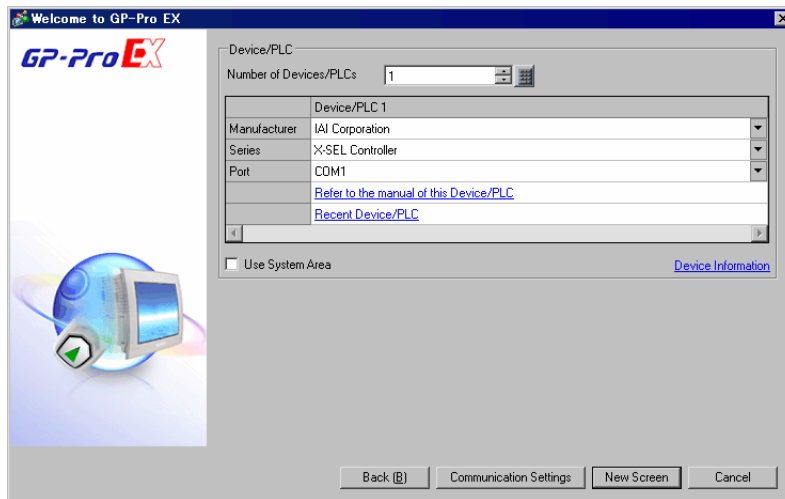 Welcome to GP-Pro EX
GP-Pro EX
Device/PLC
Number of Devices/PLCs 1
Device/PLC 1
Manufacturer IAI Corporation
Series X-SEL Controller
Port COM1
Refer to the manual of this Device/PLC
Recent Device/PLC
Use System Area Device Information
Back (B) Communication Settings New Screen Cancel